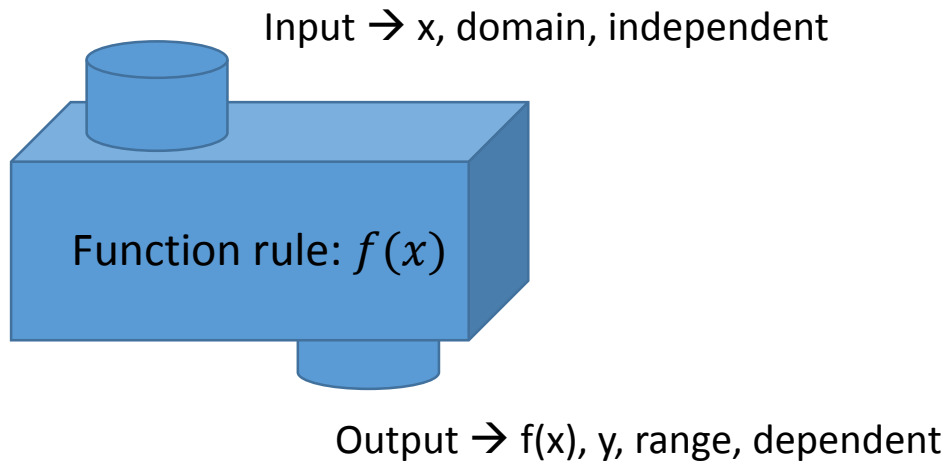 Input → x, domain, independent
Function rule: f(x)
Output → f(x), y, range, dependent